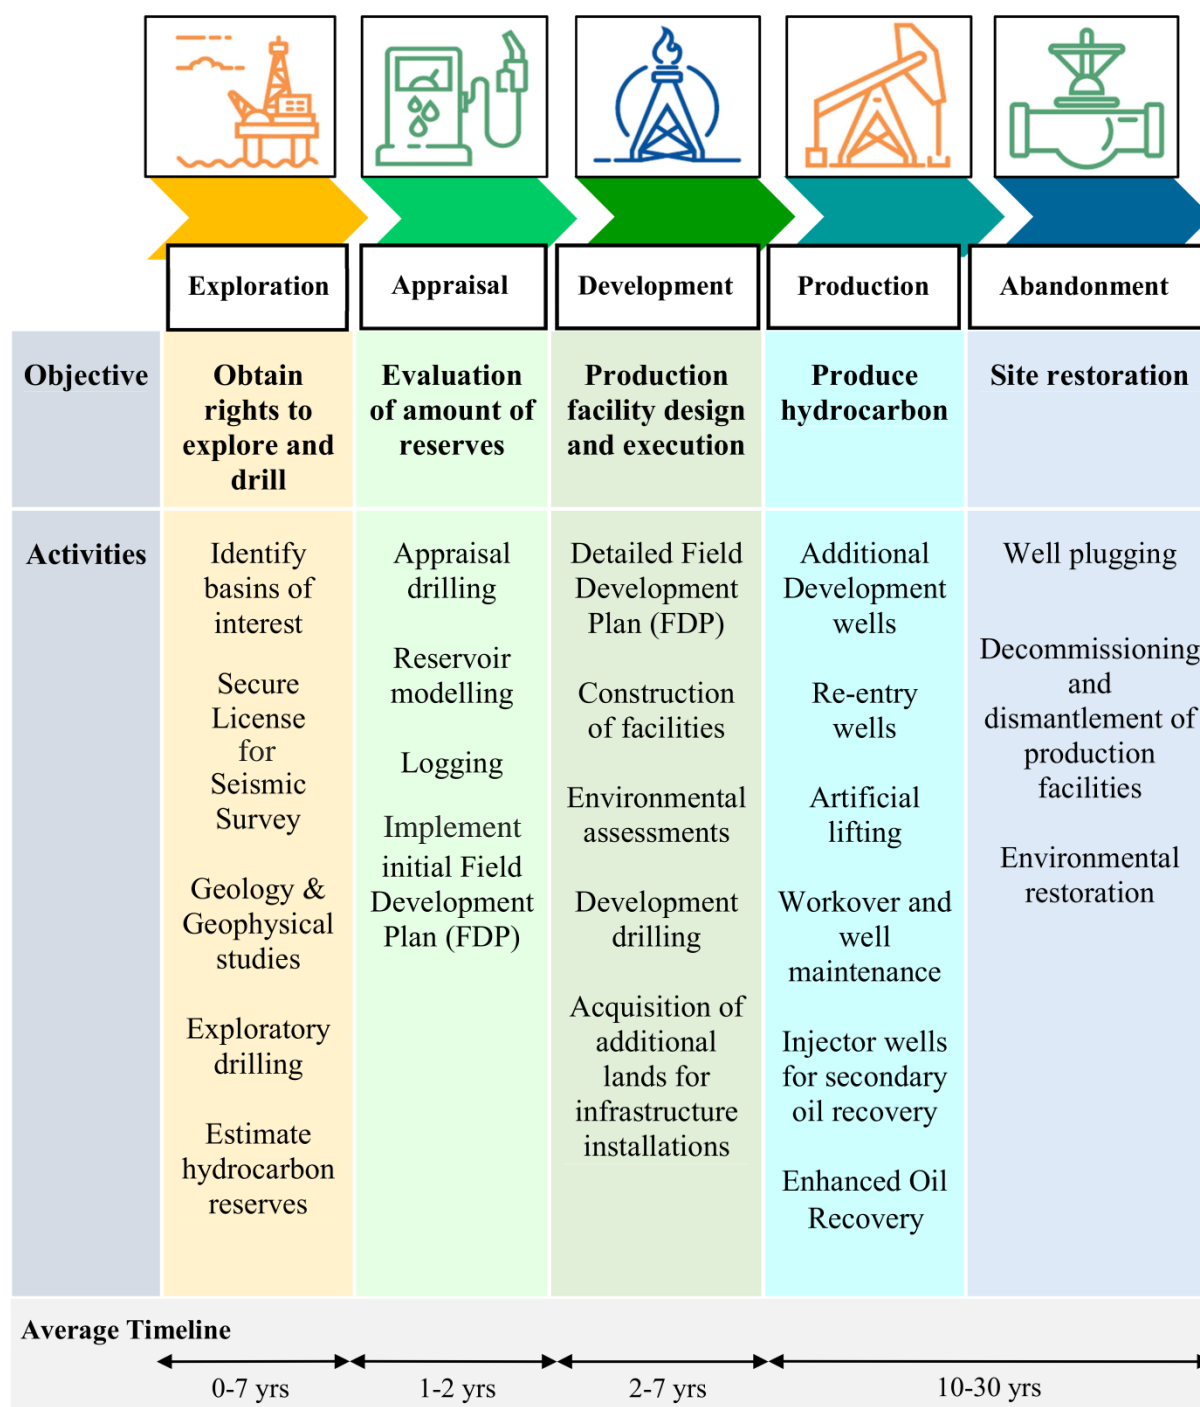 Exploration
Appraisal
Development
Production
Abandonment
Objective
Obtain
rights to
explore and
drill
Evaluation
of amount of
reserves
Production
facility design
and execution
Produce
hydrocarbon
Site restoration
Activities
Identify
basins of
interest
Secure
License
for
Seismic
Survey
Geology &
Geophysical
studies
Exploratory
drilling
Estimate
hydrocarbon
reserves
Appraisal
drilling
Reservoir
modelling
Logging
Implement
initial Field
Development
Plan (FDP)
Detailed Field
Development
Plan (FDP)
Construction
of facilities
Environmental
assessments
Development
drilling
Acquisition of
additional
lands for
infrastructure
installations
Additional
Development
wells
Re-entry
wells
Artificial
lifting
Workover and
well
maintenance
Injector wells
for secondary
oil recovery
Enhanced Oil
Recovery
Well plugging
Decommissioning
and
dismantlement of
production
facilities
Environmental
restoration
Average Timeline
0-7 yrs
1-2 yrs
2-7 yrs
10-30 yrs